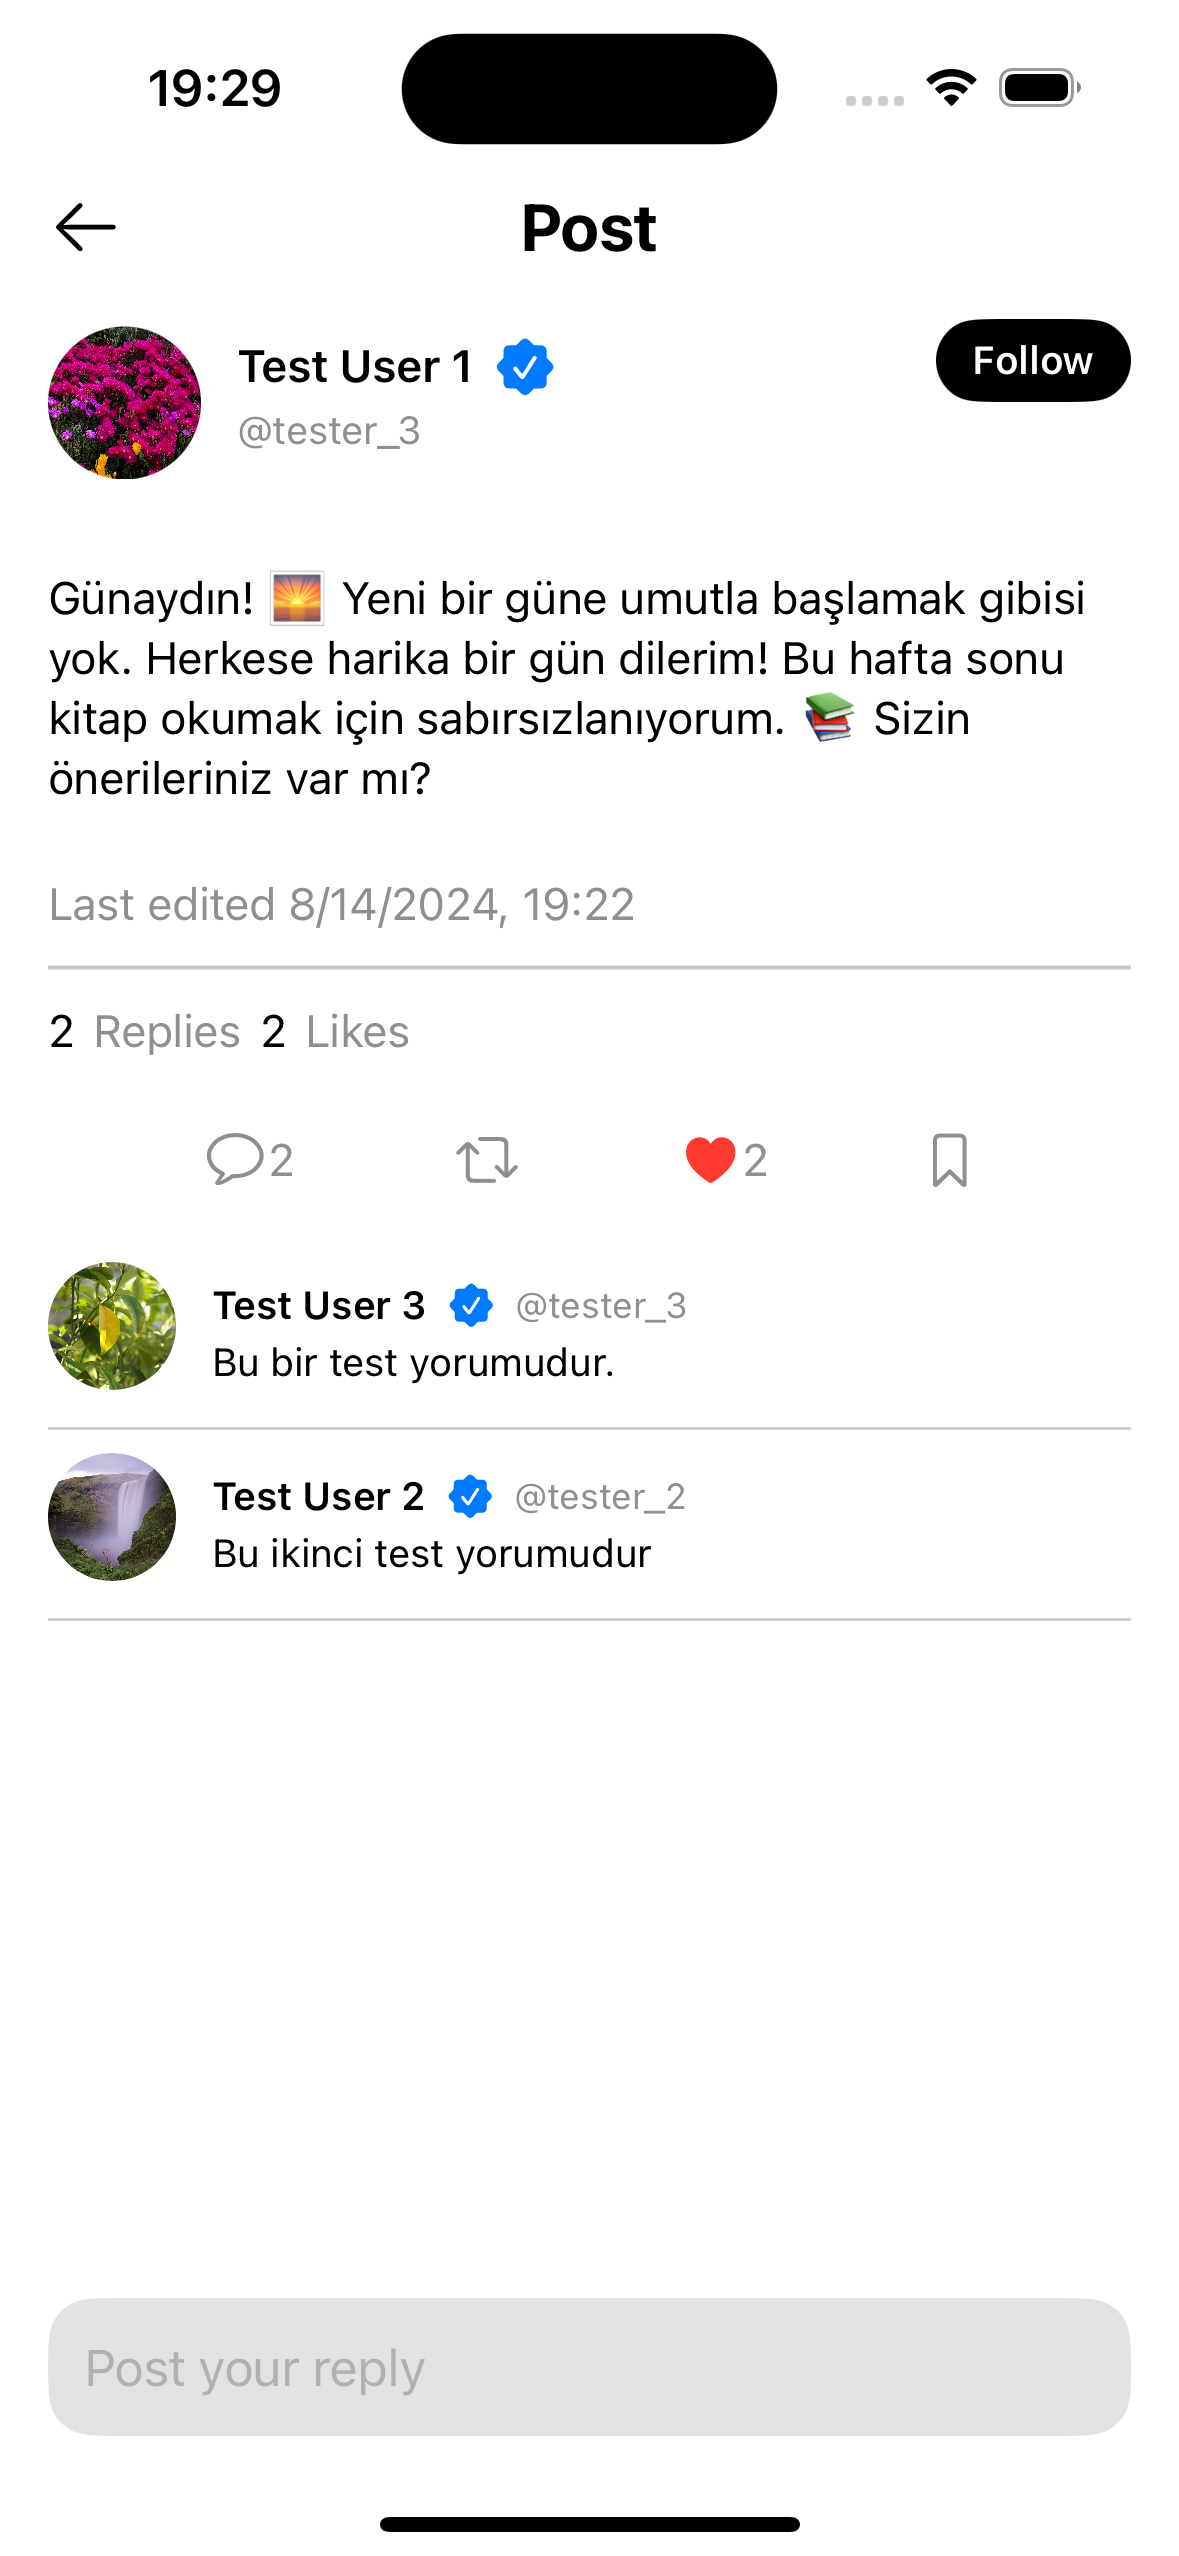 19:29
Post
Test User 1
Follow
@tester_3
Günaydın! 🌅 Yeni bir güne umutla başlamak gibisi
yok. Herkese harika bir gün dilerim! Bu hafta sonu
kitap okumak için sabırsızlanıyorum. 📚 Sizin
önerileriniz var mı?
Last edited 8/14/2024, 19:22
2 Replies 2 Likes
2 2
Test User 3 @tester_3
Bu bir test yorumudur.
Test User 2 @tester_2
Bu ikinci test yorumudur
Post your reply